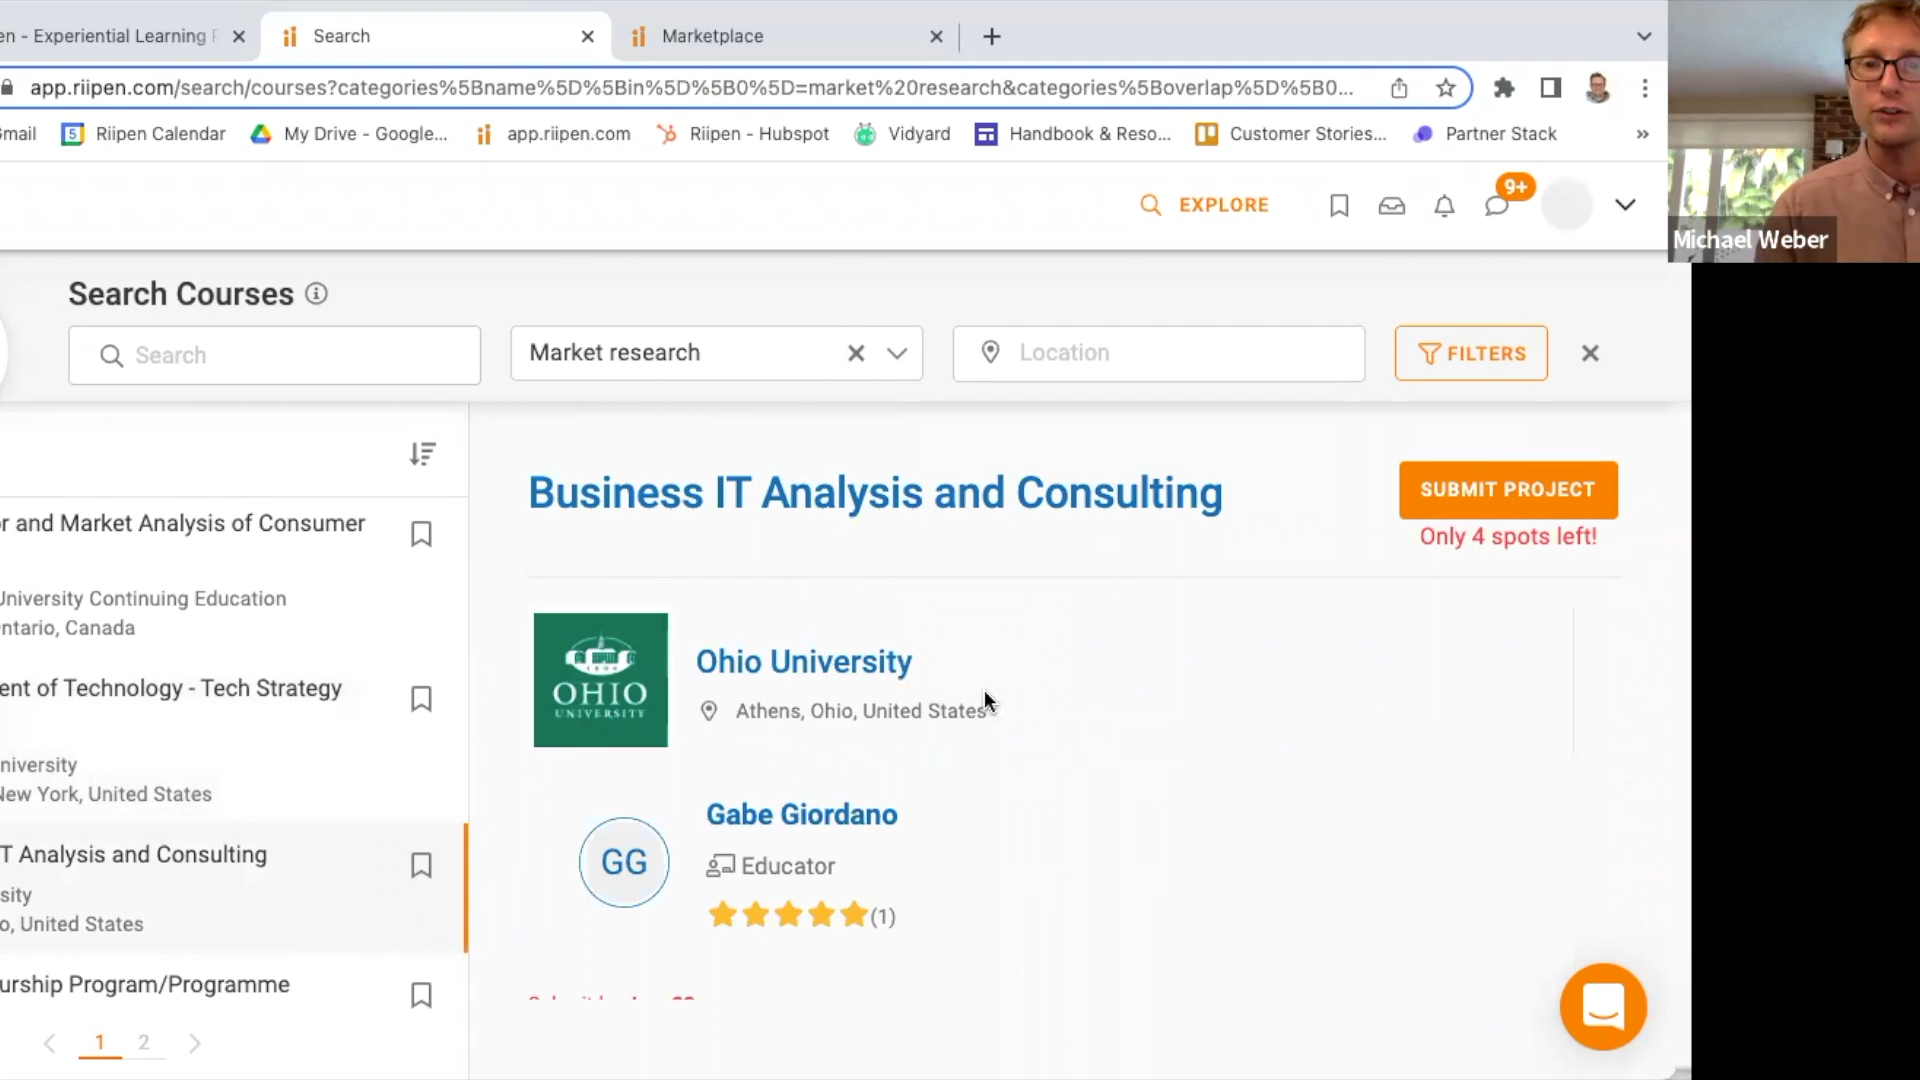 en - Experiential Learning
Search
Marketplace
app.riipen.com/search/courses?categories%5Bname%5D%5Bin%5D%5B0%5D=market%20research&categories%5Boverlap%5D%5B0...
Gmail
5
Riipen Calendar
My Drive - Google...
app.riipen.com
Riipen - Hubspot
Vidyard
Handbook & Reso...
Customer Stories...
Partner Stack
»
EXPLORE
9+
Michael Weber
Search Courses
Search
Market research
Location
FILTERS
r and Market Analysis of Consumer
University Continuing Education
ntario, Canada
ent of Technology - Tech Strategy
niversity
New York, United States
T Analysis and Consulting
sity
o, United States
urship Program/Programme
1
2
Business IT Analysis and Consulting
SUBMIT PROJECT
Only 4 spots left!
1804
OHIO
UNIVERSITY
Ohio University
Athens, Ohio, United States
GG
Gabe Giordano
Educator
(1)